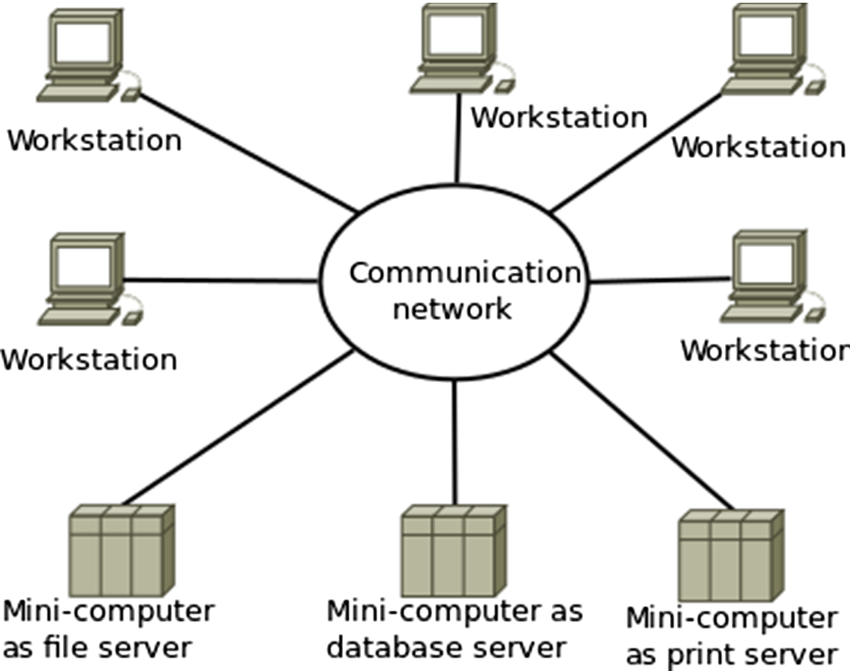 Workstation
Workstation
Workstation
Communication
network
Workstation
Workstation
Mini-computer
as file server
Mini-computer as
database server
Mini-computer
as print server